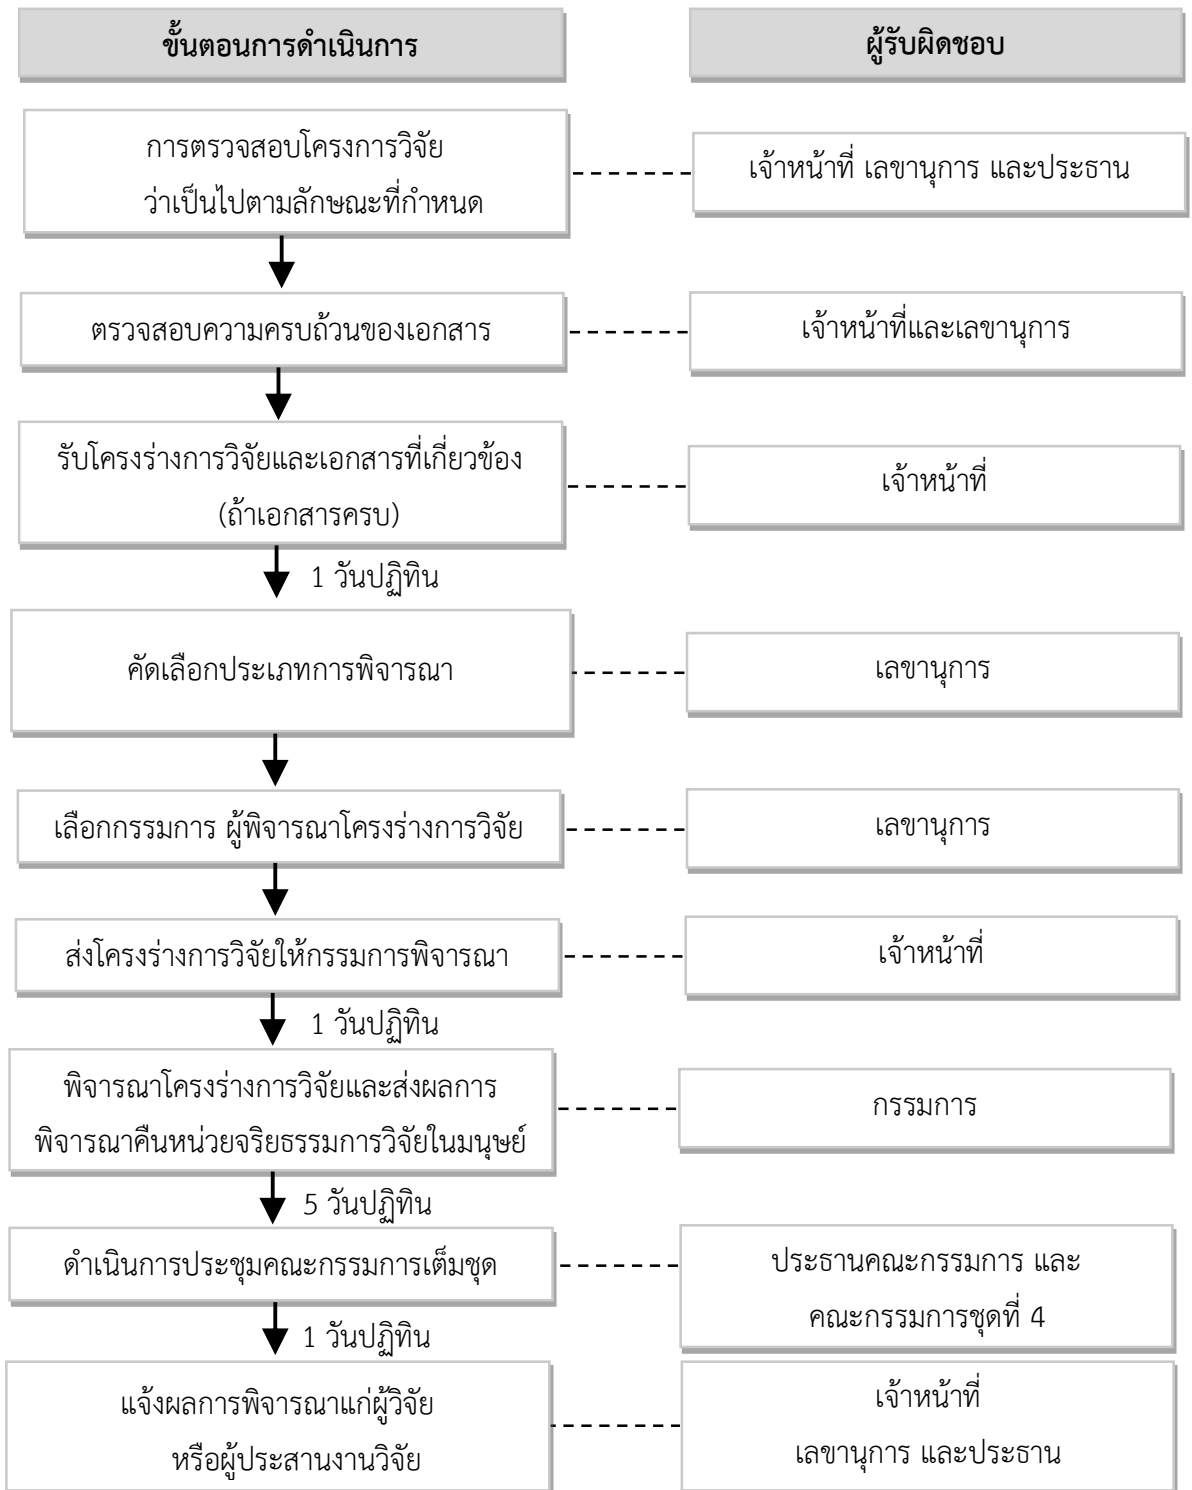 ขั้นตอนการดำเนินการ
ผู้รับผิดชอบ
การตรวจสอบโครงการวิจัย
ว่าเป็นไปตามลักษณะที่กำหนด
เจ้าหน้าที่ เลขานุการ และประธาน
ตรวจสอบความครบถ้วนของเอกสาร
เจ้าหน้าที่และเลขานุการ
รับโครงร่างการวิจัยและเอกสารที่เกี่ยวข้อง
(ถ้าเอกสารครบ)
เจ้าหน้าที่
1 วันปฏิทิน
คัดเลือกประเภทการพิจารณา
เลขานุการ
เลือกกรรมการ ผู้พิจารณาโครงร่างการวิจัย
เลขานุการ
ส่งโครงร่างการวิจัยให้กรรมการพิจารณา
เจ้าหน้าที่
1 วันปฏิทิน
พิจารณาโครงร่างการวิจัยและส่งผลการ
พิจารณาคืนหน่วยจริยธรรมการวิจัยในมนุษย์
กรรมการ
5 วันปฏิทิน
ดำเนินการประชุมคณะกรรมการเต็มชุด
ประธานคณะกรรมการ และ
คณะกรรมการชุดที่ 4
1 วันปฏิทิน
แจ้งผลการพิจารณาแก่ผู้วิจัย
หรือผู้ประสานงานวิจัย
เจ้าหน้าที่
เลขานุการ และประธาน